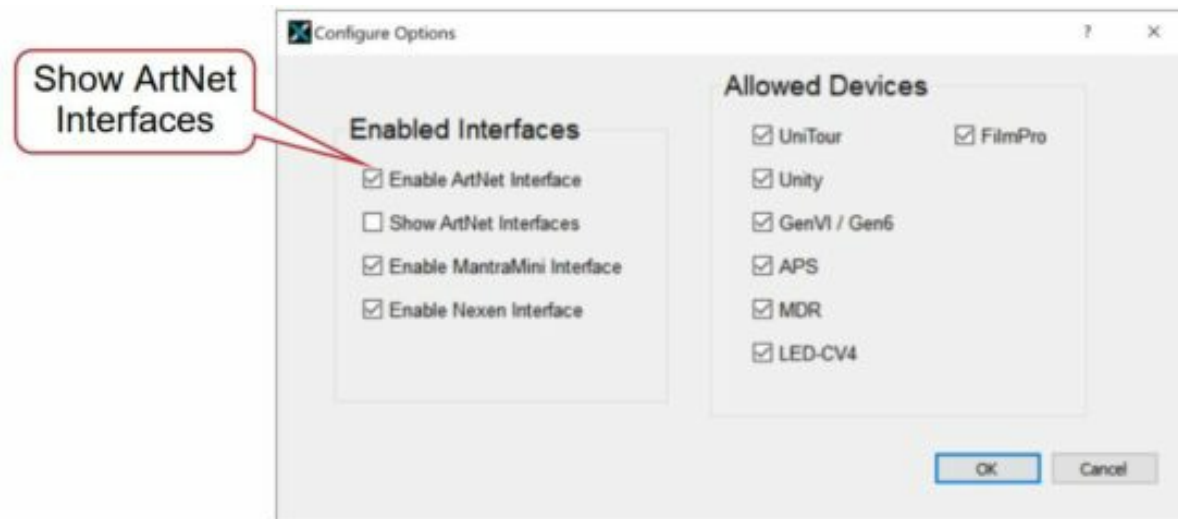 Configure Options
?
×
Show ArtNet
Interfaces
Enabled Interfaces
Enable ArtNet Interface
Show ArtNet Interfaces
Enable MantraMini Interface
Enable Nexen Interface
Allowed Devices
UniTour
FilmPro
Unity
GenVI / Gen6
APS
MDR
LED-CV4
OK
Cancel